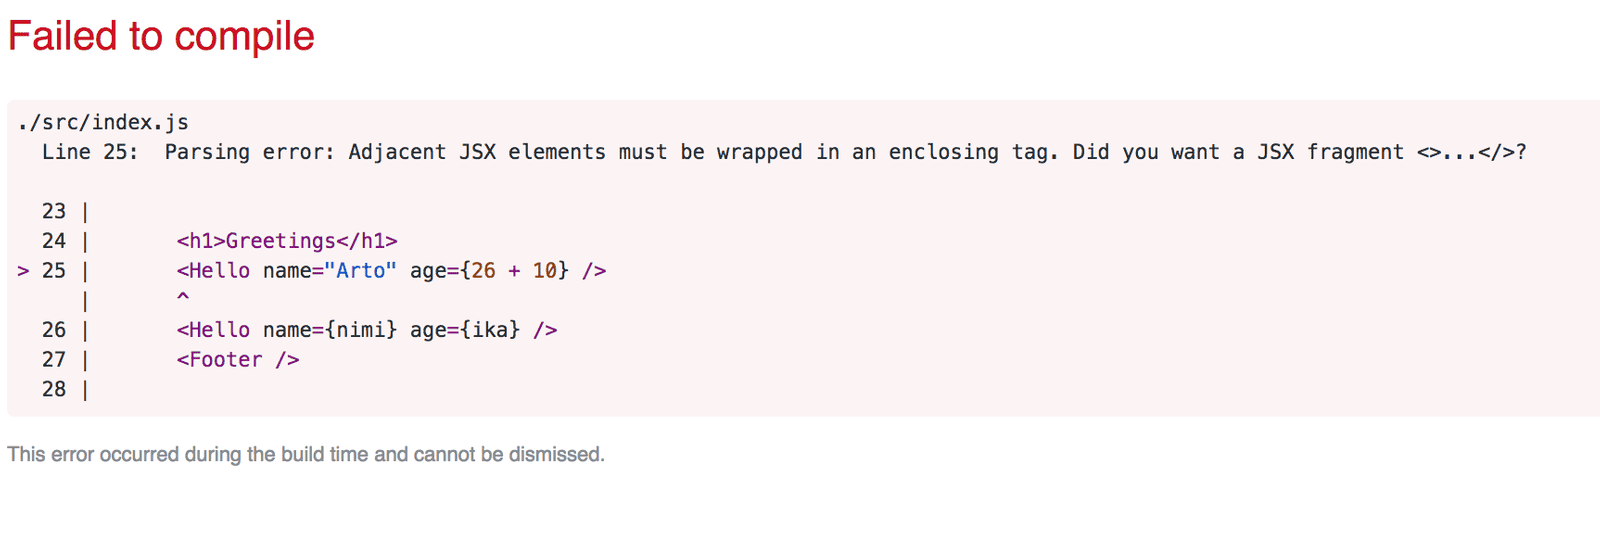 Failed to compile
./src/index.js
  Line 25:  Parsing error: Adjacent JSX elements must be wrapped in an enclosing tag. Did you want a JSX fragment <>...</>?
  23 |
  24 |       <h1>Greetings</h1>
> 25 |       <Hello name="Arto" age={26 + 10} />
     |       ^
  26 |       <Hello name={nimi} age={ika} />
  27 |       <Footer />
  28 |
This error occurred during the build time and cannot be dismissed.